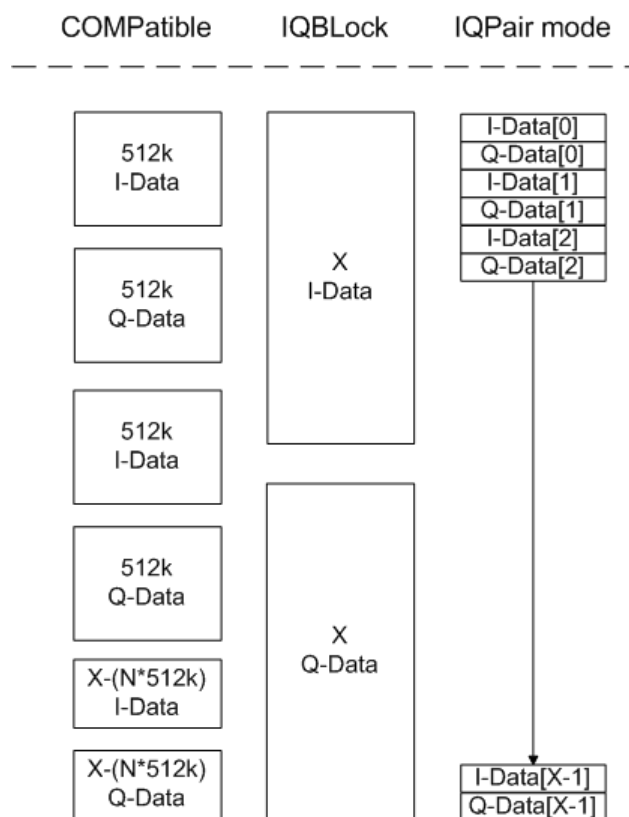 COMPatible IQBLock IQPair mode
512k
I-Data
512k
Q-Data
512k
I-Data
512k
Q-Data
X-(N*512k)
I-Data
X-(N*512k)
Q-Data
X
I-Data
X
Q-Data
I-Data[0]
Q-Data[0]
I-Data[1]
Q-Data[1]
I-Data[2]
Q-Data[2]
I-Data[X-1]
Q-Data[X-1]